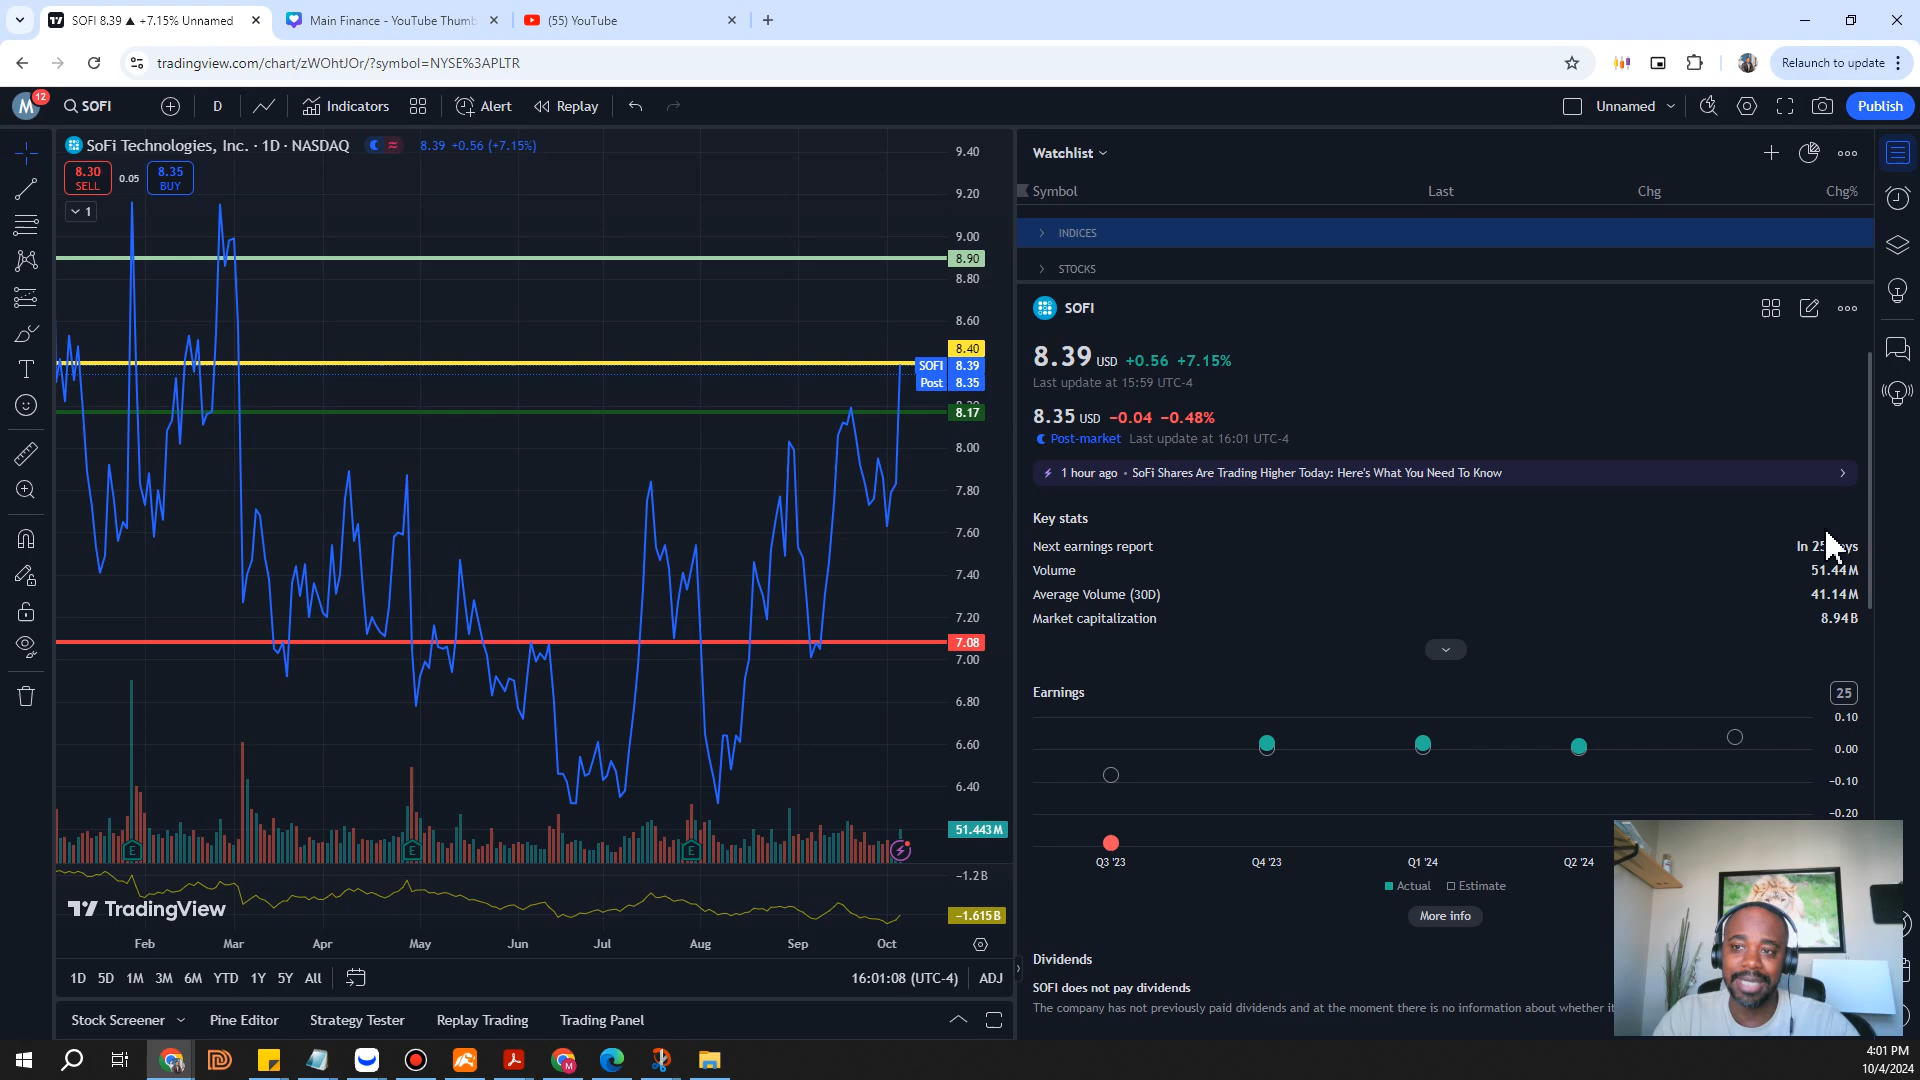 SOFI 8.39 ▲ +7.15% Unnamed
Main Finance - YouTube Thumb
(55) YouTube
tradingview.com/chart/zWOhtJOr/?symbol=NYSE%3APLTR
Relaunch to update
M 12
SOFI
D
Indicators
Alert
Replay
Unnamed
Publish
SoFi Technologies, Inc. · 1D · NASDAQ
8.39 +0.56 (+7.15%)
8.30
SELL
0.05
8.35
BUY
1
9.40
9.20
9.00
8.90
8.80
8.60
8.40
SOFI 8.39
Post 8.35
8.17
8.00
7.80
7.60
7.40
7.20
7.08
7.00
6.80
6.60
6.40
51.443M
−1.2B
−1.615B
E
E
E
TradingView
Feb
Mar
Apr
May
Jun
Jul
Aug
Sep
Oct
1D 5D 1M 3M 6M YTD 1Y 5Y All
16:01:08 (UTC-4)
ADJ
Stock Screener
Pine Editor
Strategy Tester
Replay Trading
Trading Panel
Watchlist
Symbol Last Chg Chg%
INDICES
STOCKS
SOFI
8.39 USD +0.56 +7.15%
Last update at 15:59 UTC-4
8.35 USD −0.04 −0.48%
Post-market Last update at 16:01 UTC-4
1 hour ago • SoFi Shares Are Trading Higher Today: Here's What You Need To Know
Key stats
Next earnings report In
Volume 51.44M
Average Volume (30D) 41.14M
Market capitalization 8.94B
Earnings 25
0.10
0.00
−0.10
−0.20
Q3 '23
Q4 '23
Q1 '24
Q2 '24
Actual Estimate
More info
Dividends
SOFI does not pay dividends
The company has not previously paid dividends and at the moment there is no information about whether it
4:01 PM
10/4/2024